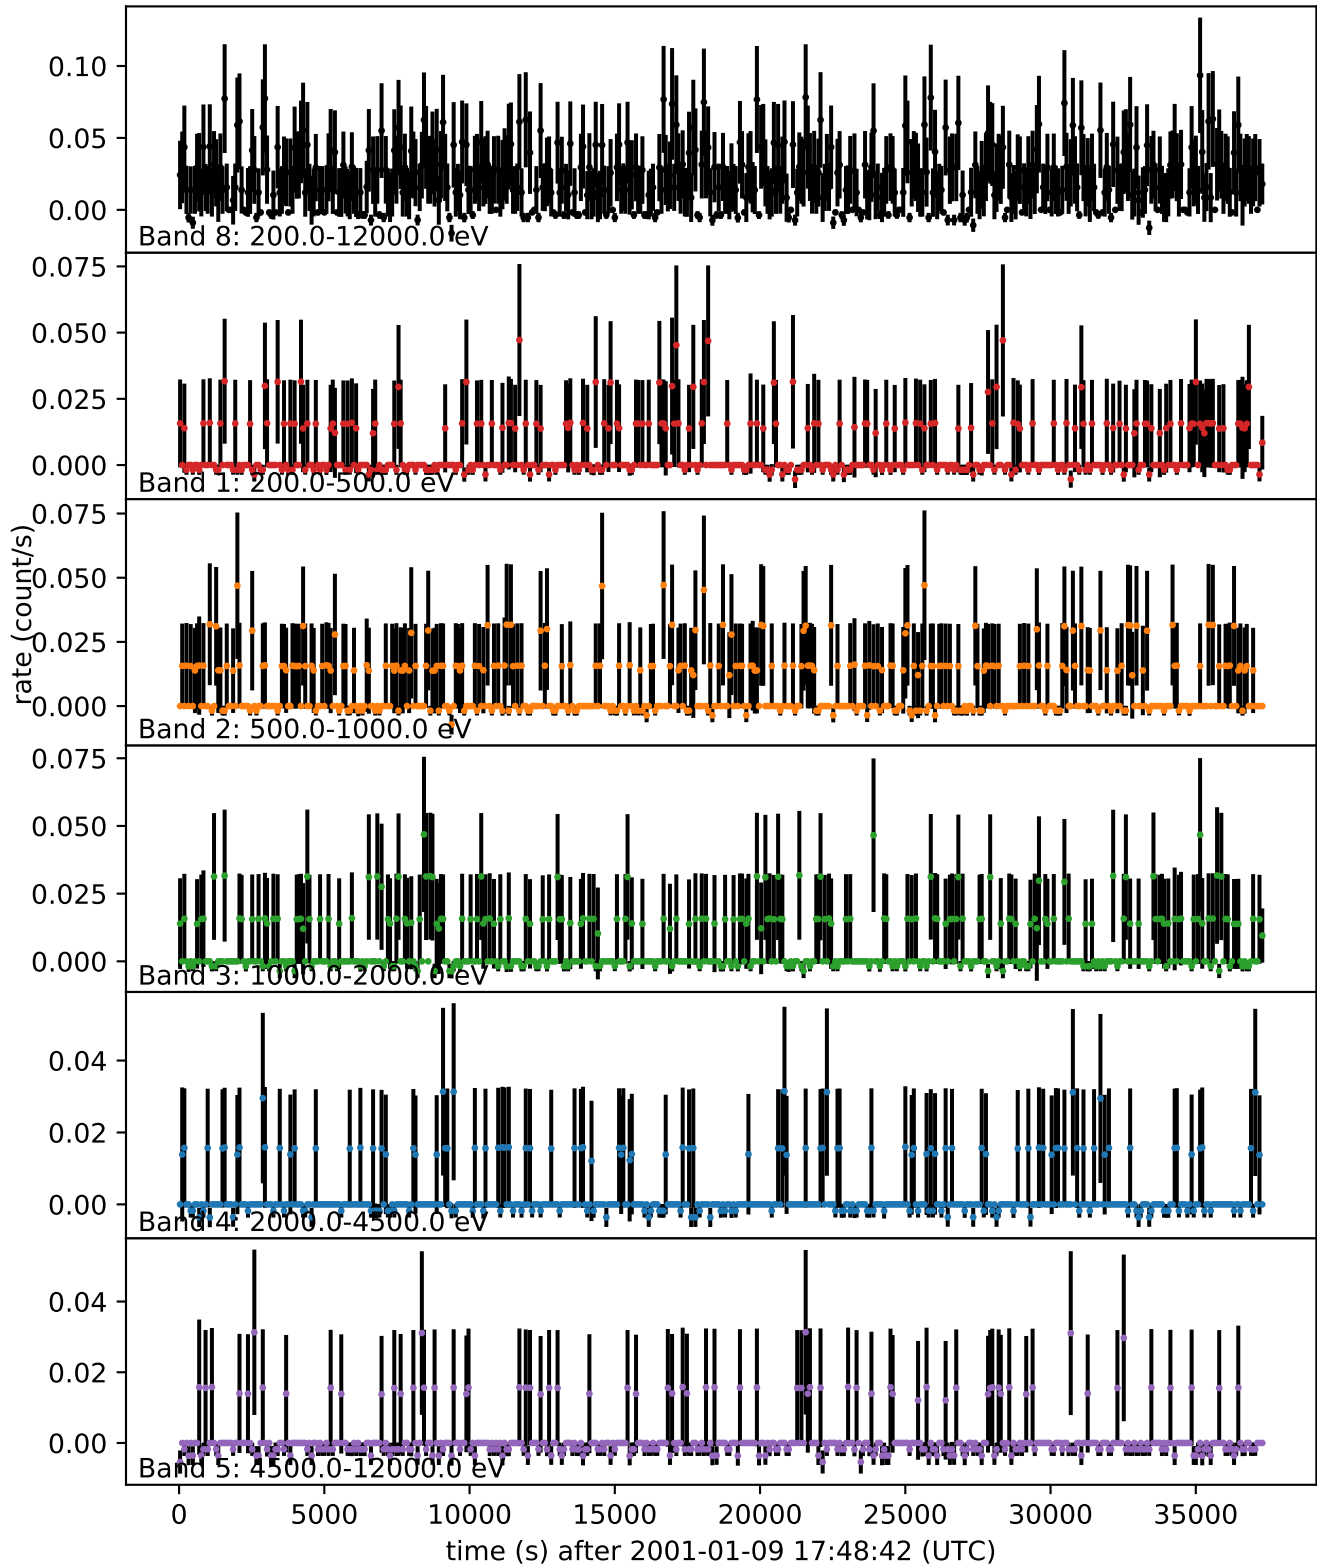 0.10
0.05
0.00
Band 8: 200.0-12000.0 eV
0.075
0.050
0.025
0.000
Band 1: 200.0-500.0 eV
0.075
0.050
0.025
0.000
Band 2: 500.0-1000.0 eV
rate (count/s)
0.075
0.050
0.025
0.000
Band 3: 1000.0-2000.0 eV
0.04
0.02
0.00
Band 4: 2000.0-4500.0 eV
0.04
0.02
0.00
Band 5: 4500.0-12000.0 eV
0 5000 10000 15000 20000 25000 30000 35000
time (s) after 2001-01-09 17:48:42 (UTC)